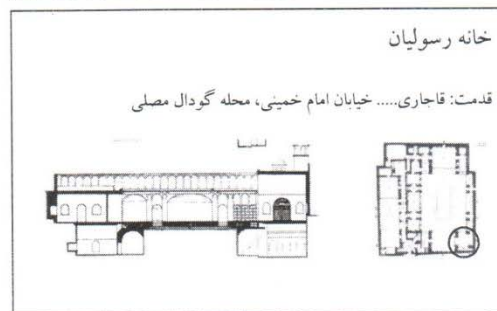 خانه رسولیان
قدمت: قاجاری..... خیابان امام خمینی، محله گودال مصلی